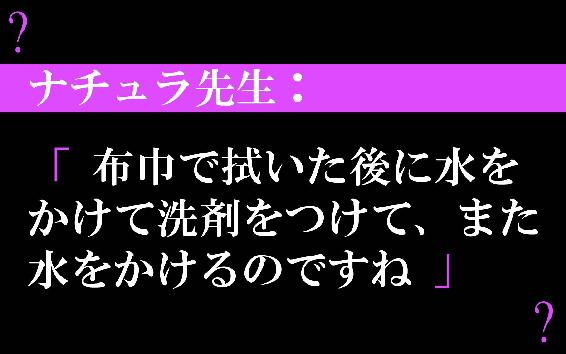 ?
ナチュラ先生：
「 布巾で拭いた後に水を
かけて洗剤をつけて、また
水をかけるのですね 」
?